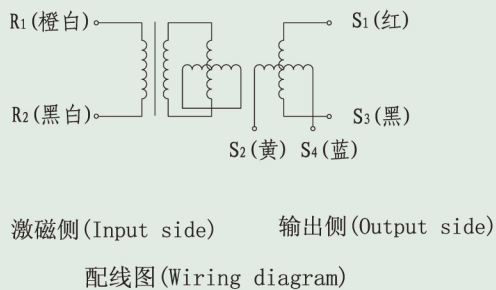 R₁(橙白) S₁(红)
R₂(黑白) S₃(黑)
S₂(黄) S₄(蓝)
激磁侧(Input side) 输出侧(Output side)
配线图(Wiring diagram)